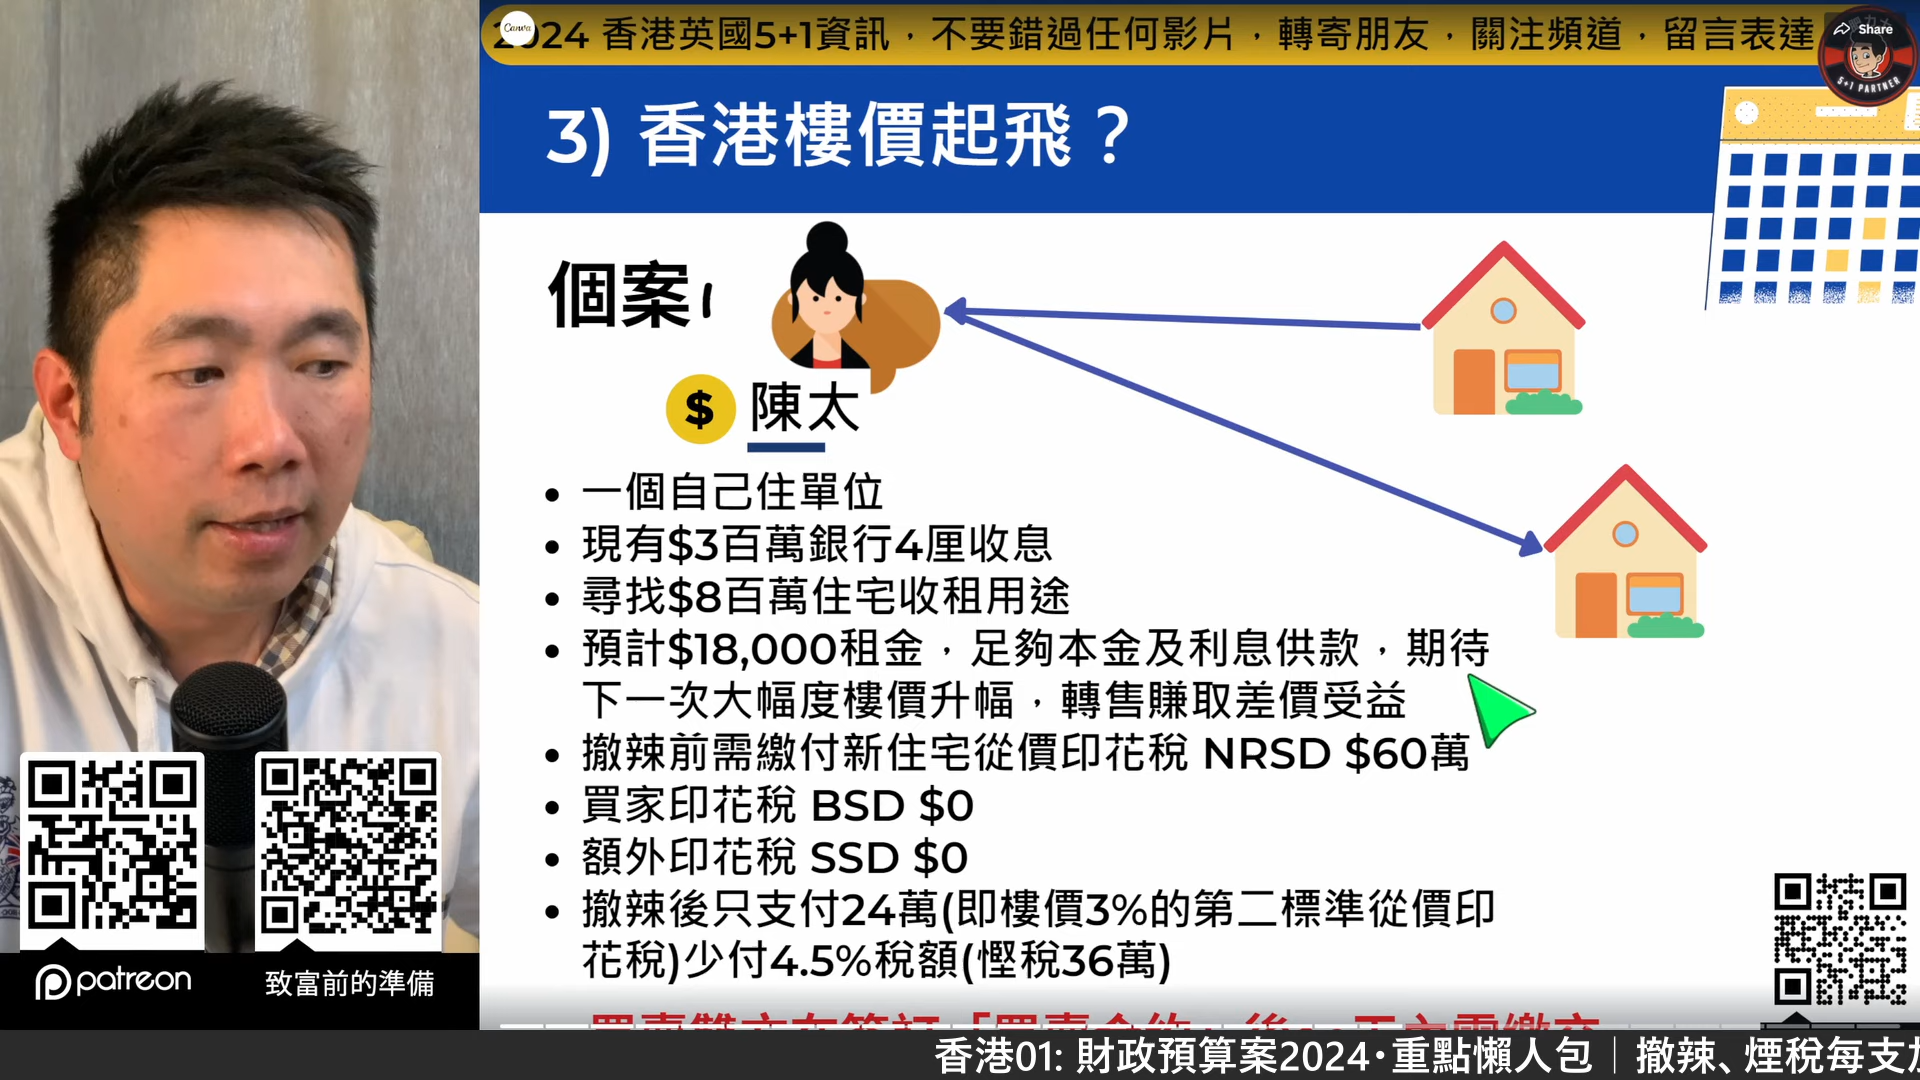 2024 香港英國5+1資訊，不要錯過任何影片，轉寄朋友，關注頻道，留言表達
Canva
Share
5+1 PARTNER
3) 香港樓價起飛？
個案
$ 陳太
• 一個自己住單位
• 現有$3百萬銀行4厘收息
• 尋找$8百萬住宅收租用途
• 預計$18,000租金，足夠本金及利息供款，期待
下一次大幅度樓價升幅，轉售賺取差價受益
• 撤辣前需繳付新住宅從價印花稅 NRSD $60萬
• 買家印花稅 BSD $0
• 額外印花稅 SSD $0
• 撤辣後只支付24萬(即樓價3%的第二標準從價印
花稅)少付4.5%稅額(慳稅36萬)
patreon
致富前的準備
香港01: 財政預算案2024·重點懶人包｜撤辣、煙稅每支加